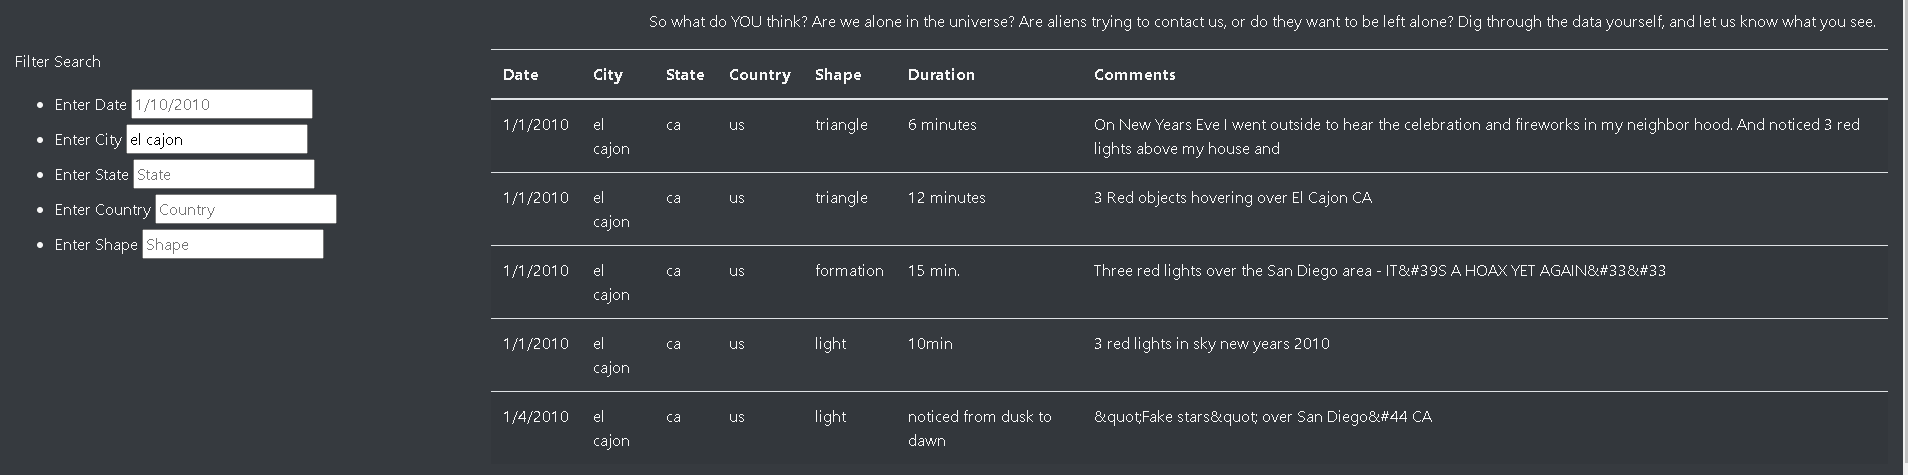 So what do YOU think? Are we alone in the universe? Are aliens trying to contact us, or do they want to be left alone? Dig through the data yourself, and let us know what you see.
Filter Search
Enter Date 1/10/2010
Enter City el cajon
Enter State State
Enter Country Country
Enter Shape Shape
Date City State Country Shape Duration Comments
1/1/2010 el ca us triangle 6 minutes On New Years Eve I went outside to hear the celebration and fireworks in my neighbor hood. And noticed 3 red
cajon lights above my house and
1/1/2010 el ca us triangle 12 minutes 3 Red objects hovering over El Cajon CA
cajon
1/1/2010 el ca us formation 15 min. Three red lights over the San Diego area - IT&#39S A HOAX YET AGAIN&#33&#33
cajon
1/1/2010 el ca us light 10min 3 red lights in sky new years 2010
cajon
1/4/2010 el ca us light noticed from dusk to &quot;Fake stars&quot; over San Diego&#44 CA
cajon dawn